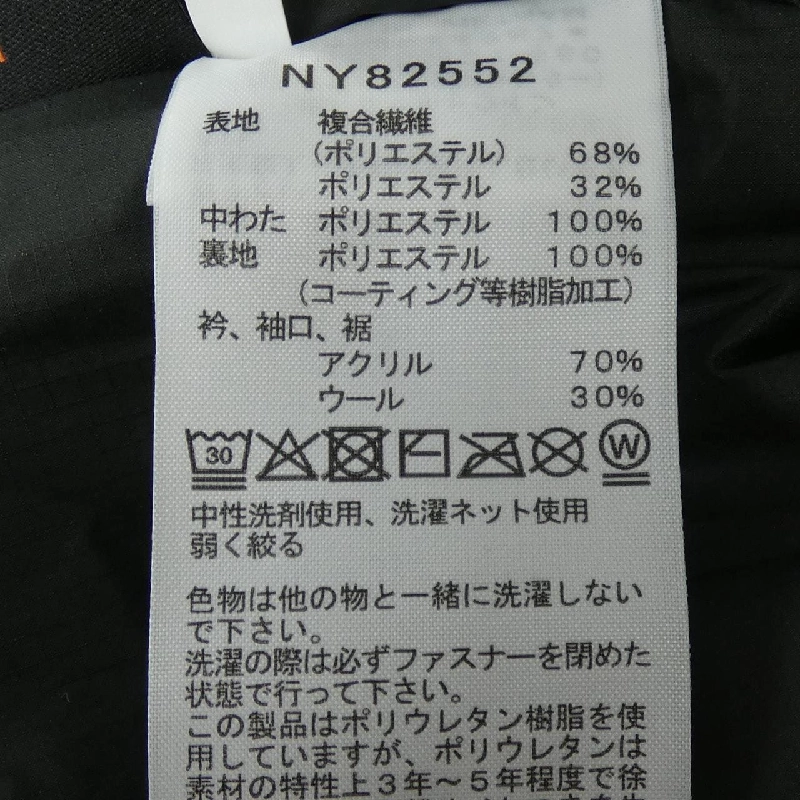 NY82552
表地 複合繊維
(ポリエステル) 68%
ポリエステル 32%
中わた ポリエステル 100%
裏地 ポリエステル 100%
(コーティング等樹脂加工)
衿、袖口、裾
アクリル 70%
ウール 30%
30 W
中性洗剤使用、洗濯ネット使用
弱く絞る
色物は他の物と一緒に洗濯しない
で下さい。
洗濯の際は必ずファスナーを閉めた
状態で行って下さい。
この製品はポリウレタン樹脂を使
用していますが、ポリウレタンは
素材の特性上3年～5年程度で徐